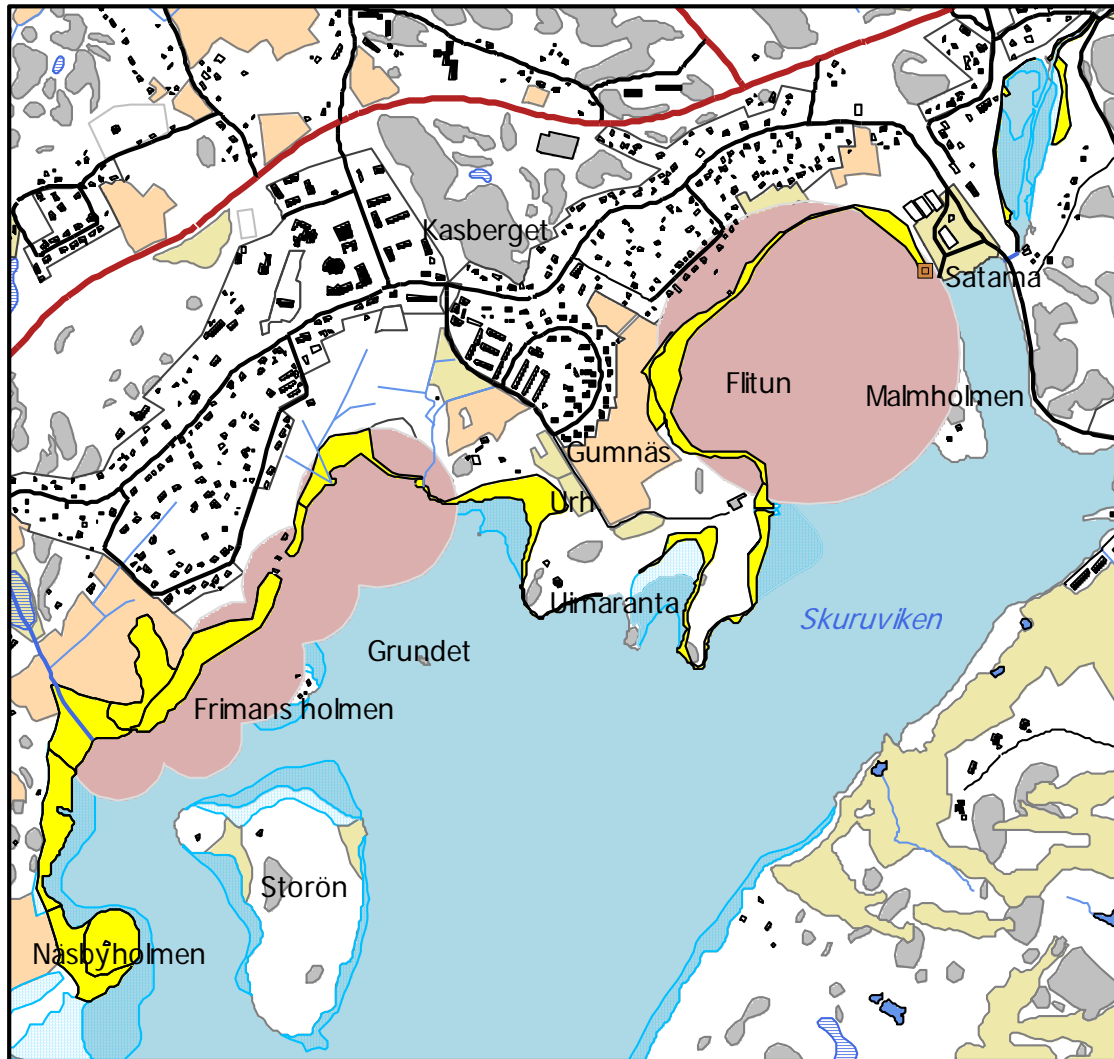 Kasberget
Satama
Flitun
Malmholmen
Gumnäs
Urh
Uimaranta
Skuruviken
Grundet
Frimans holmen
Storön
Näsbyholmen